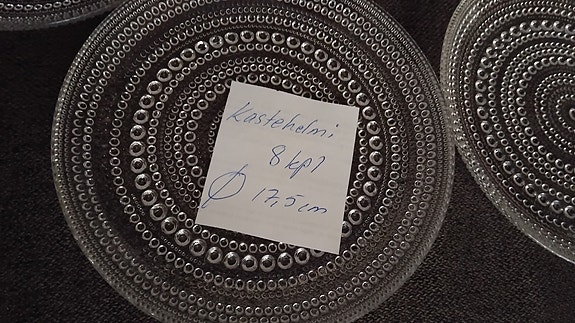 Kastehelmi
8 kpl
Ø 17,5 cm